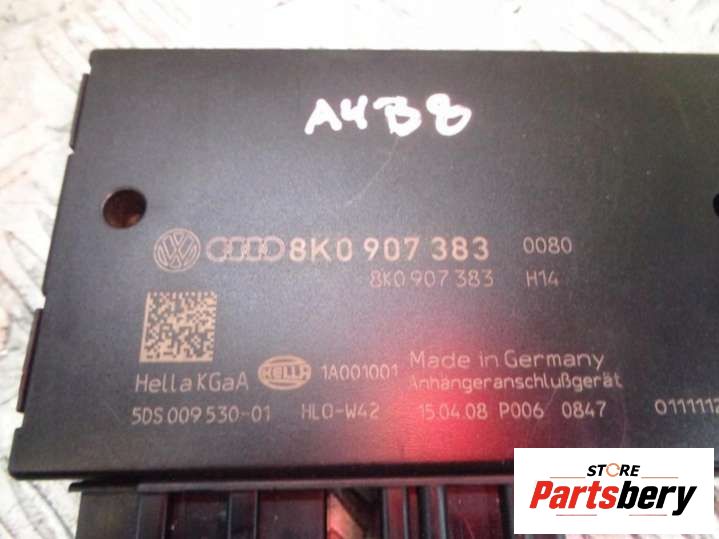 A4B8
8K0 907 383 0080
8K0 907 383 H14
Hella KGaA HELLA 1A001001 Made in Germany
Anhängeranschlußgerät
5DS 009 530-01 HLO-W42 15.04.08 P006 0847
STORE
Partsbery